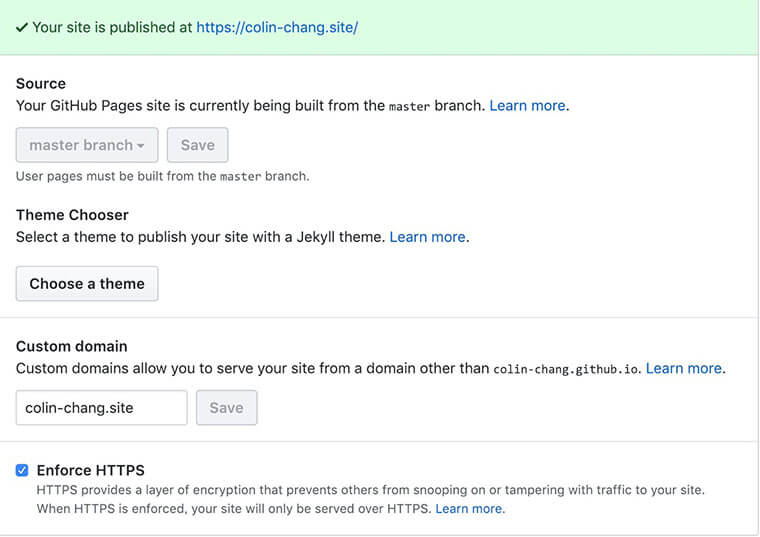 ✓ Your site is published at https://colin-chang.site/
Source
Your GitHub Pages site is currently being built from the master branch. Learn more.
master branch
Save
User pages must be built from the master branch.
Theme Chooser
Select a theme to publish your site with a Jekyll theme. Learn more.
Choose a theme
Custom domain
Custom domains allow you to serve your site from a domain other than colin-chang.github.io. Learn more.
colin-chang.site
Save
Enforce HTTPS
HTTPS provides a layer of encryption that prevents others from snooping on or tampering with traffic to your site.
When HTTPS is enforced, your site will only be served over HTTPS. Learn more.